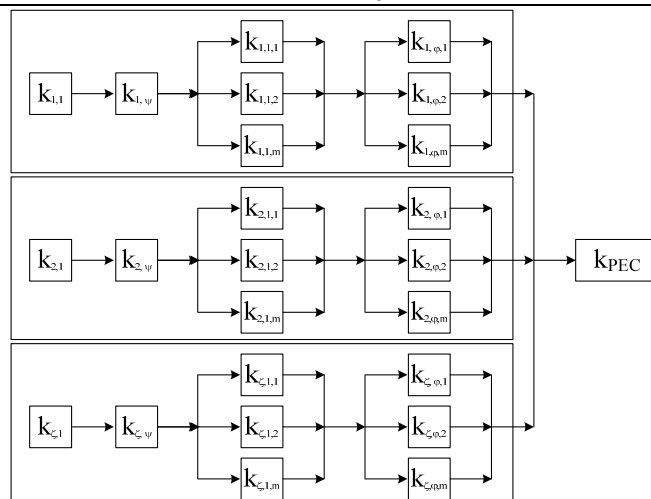 k1,1,1 k1, φ,1
k1,1 k1, ψ k1,1,2 k1,φ,2
k1,1,m k1,φ,m
k2,1,1 k2, φ,1
k2,1 k2, ψ k2,1,2 k2,φ,2 kPEC
k2,1,m k2,φ,m
kζ,1,1 kζ, φ,1
kζ,1 kζ, ψ kζ,1,2 kζ,φ,2
kζ,1,m kζ,φ,m